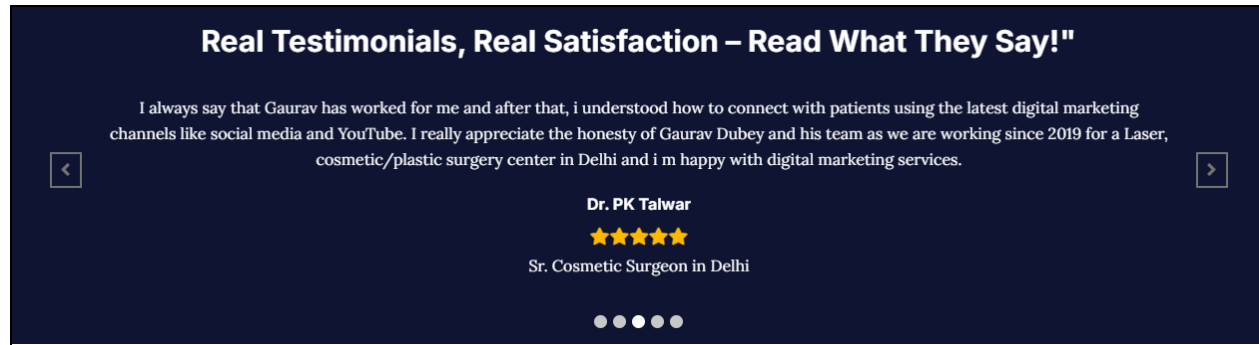 Real Testimonials, Real Satisfaction – Read What They Say!"
I always say that Gaurav has worked for me and after that, i understood how to connect with patients using the latest digital marketing
channels like social media and YouTube. I really appreciate the honesty of Gaurav Dubey and his team as we are working since 2019 for a Laser,
cosmetic/plastic surgery center in Delhi and i m happy with digital marketing services.
Dr. PK Talwar
Sr. Cosmetic Surgeon in Delhi